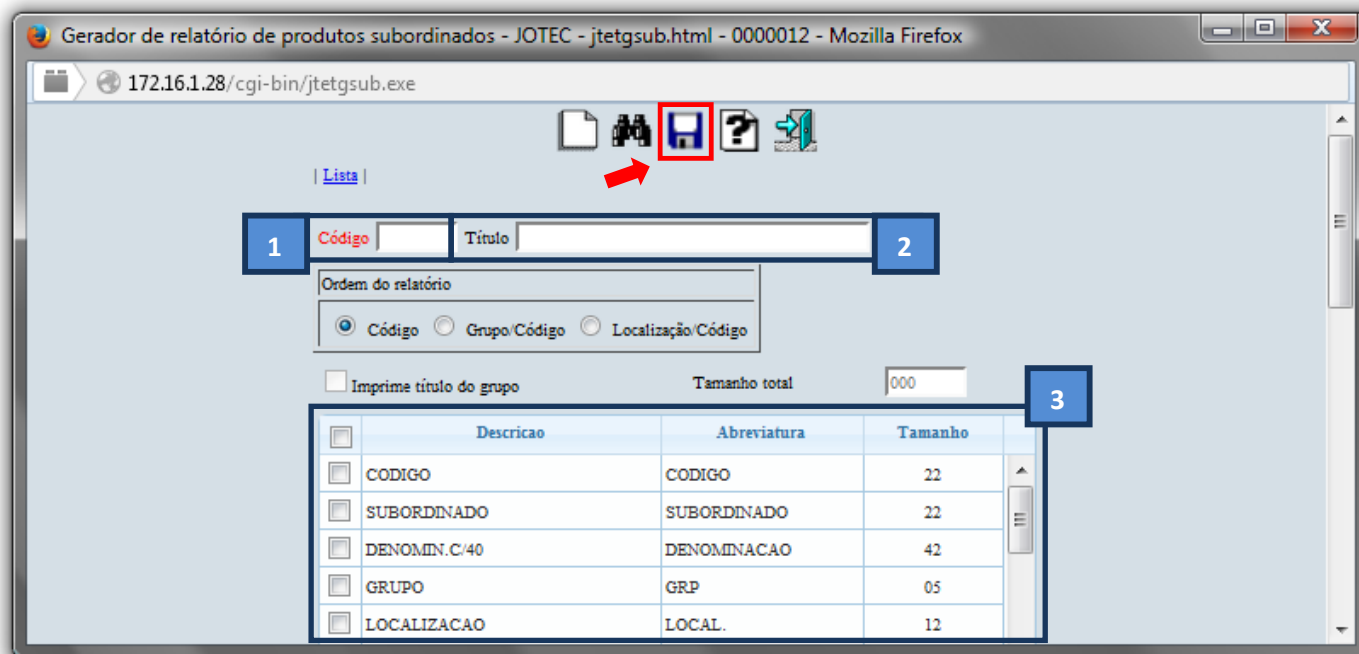 Gerador de relatório de produtos subordinados - JOTEC - jtetgsub.html - 0000012 - Mozilla Firefox
172.16.1.28/cgi-bin/jtetgsub.exe
| Lista |
1 Código Título 2
Ordem do relatório
Código Grupo/Código Localização/Código
Imprime título do grupo Tamanho total 000
3
Descricao Abreviatura Tamanho
CODIGO CODIGO 22
SUBORDINADO SUBORDINADO 22
DENOMIN.C/40 DENOMINACAO 42
GRUPO GRP 05
LOCALIZACAO LOCAL. 12